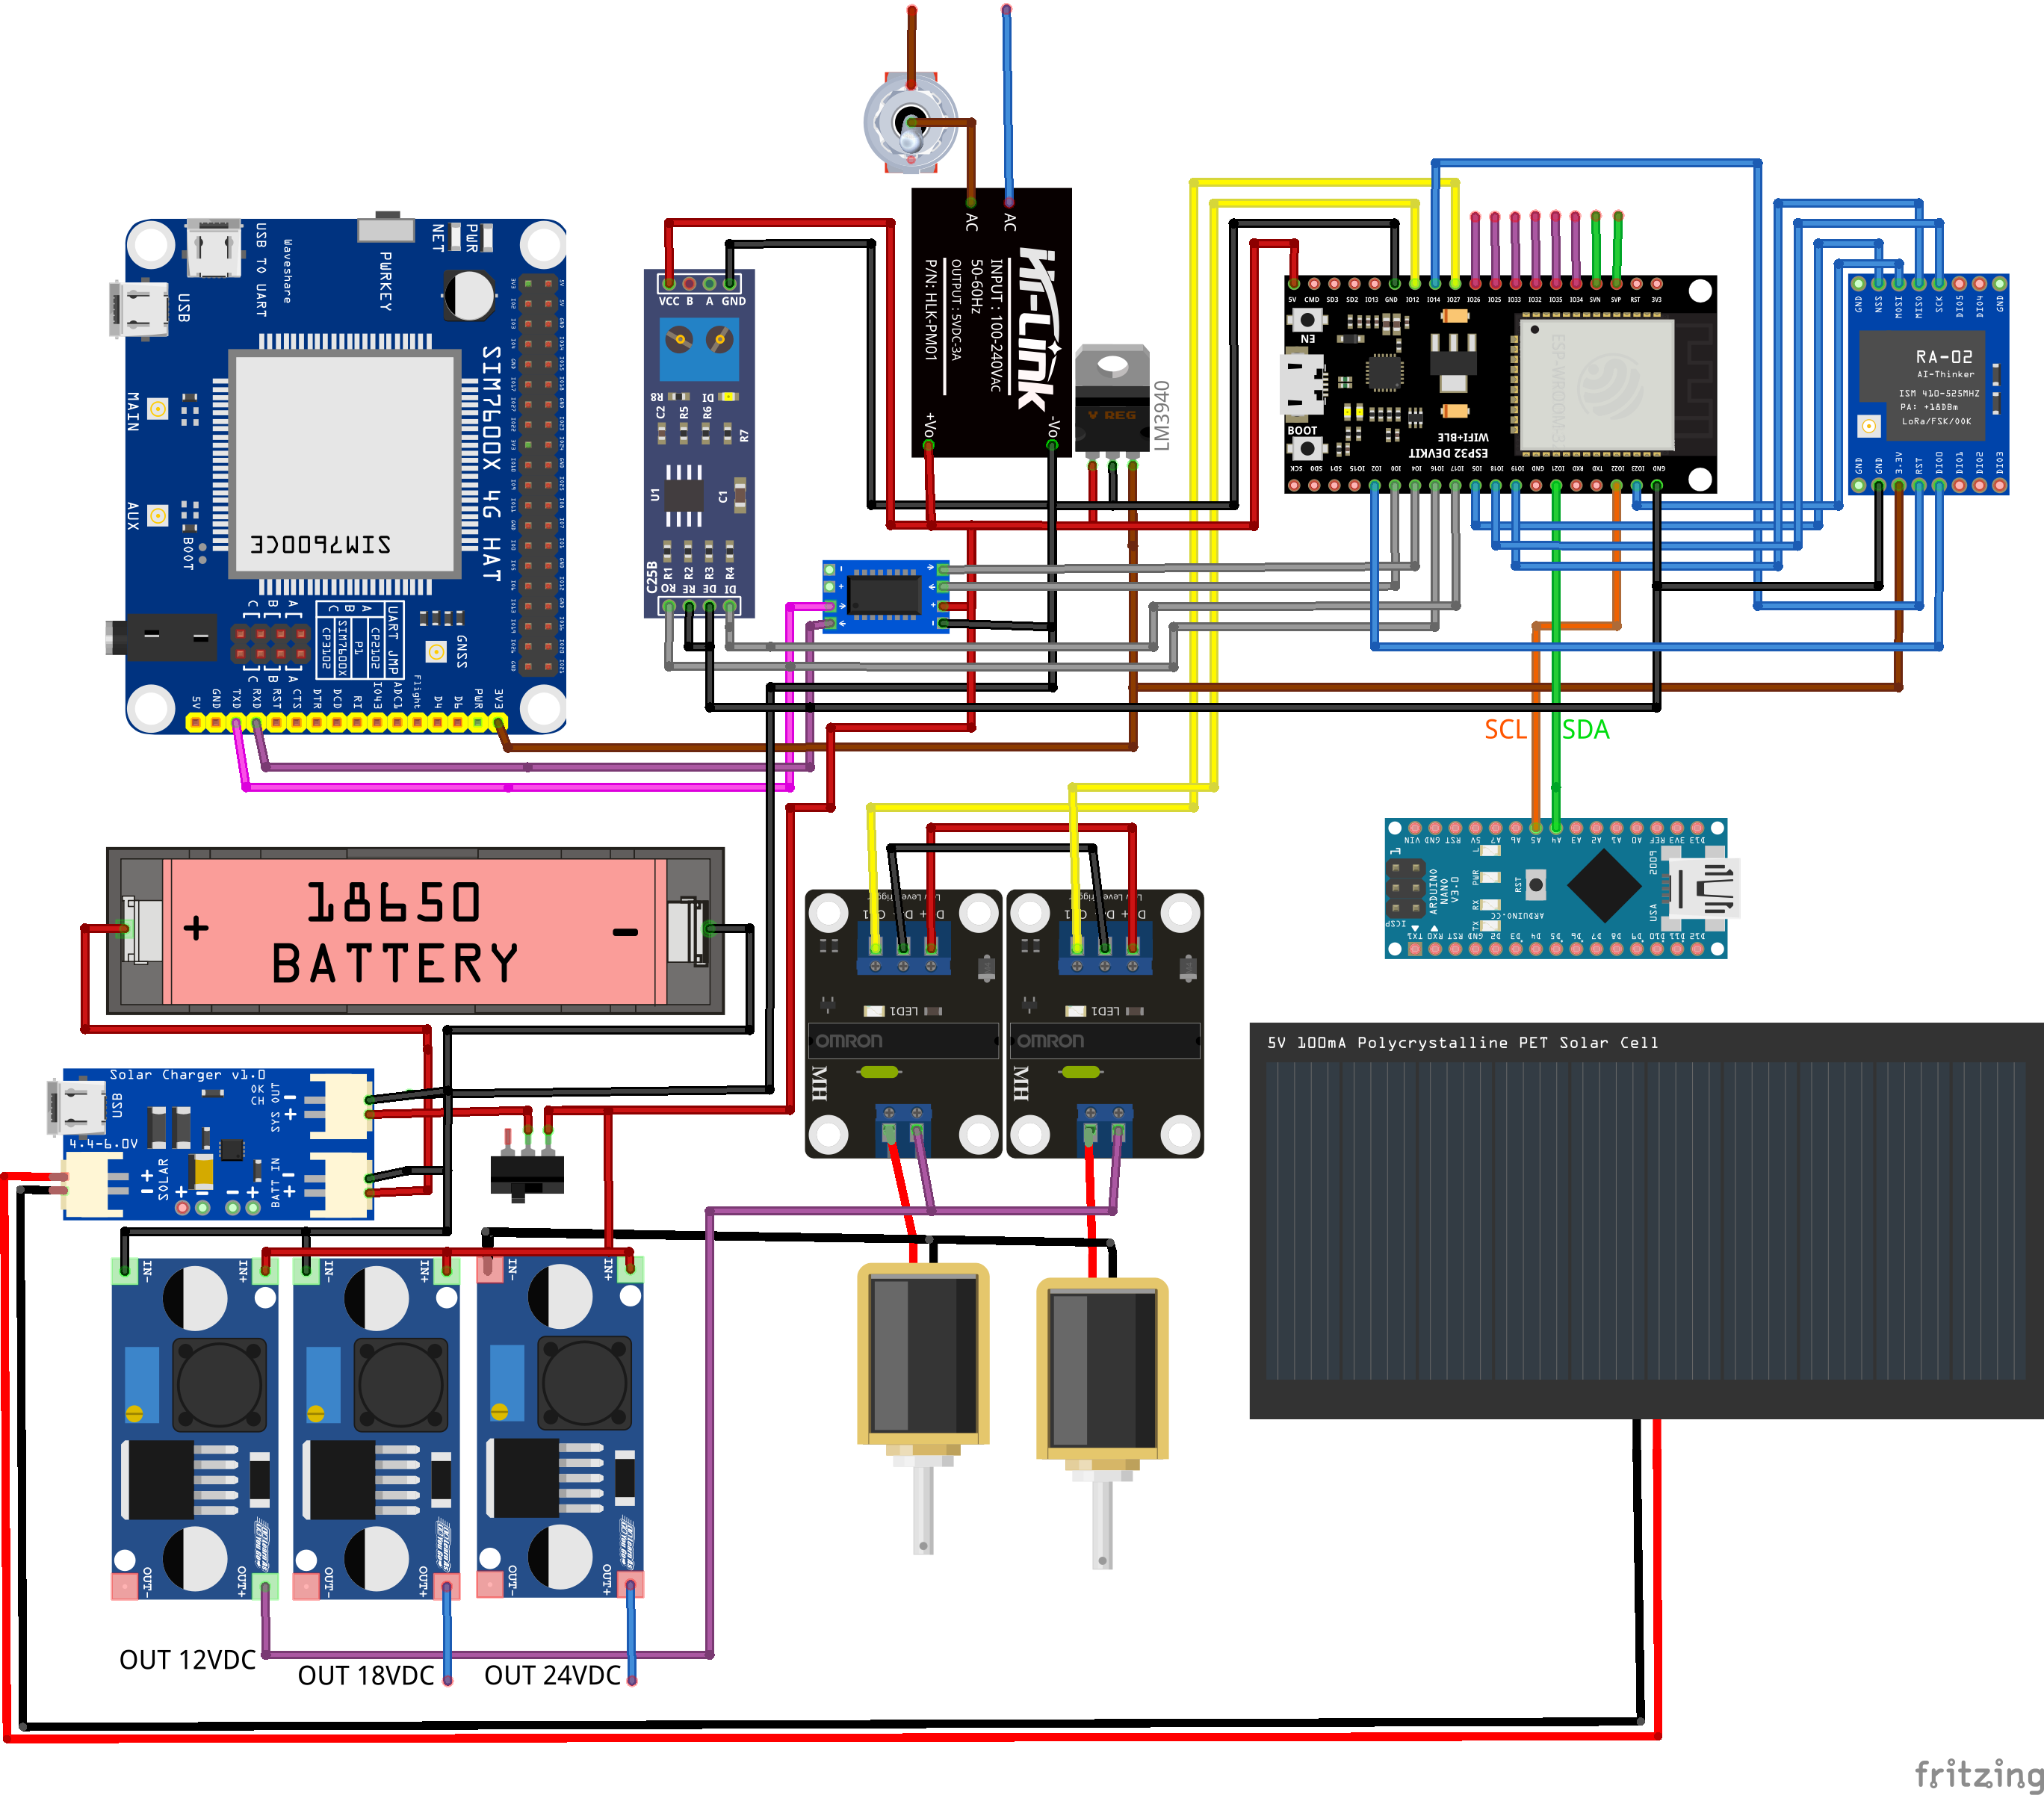 AC
AC
Hi-Link
INPUT : 100-240VAC
50-60Hz
OUTPUT : 5VDC-3A
P/N: HLK-PM01
+Vo
-Vo
V REG
LM3940
USB TO UART
Waveshare
PWRKEY
NET
PWR
USB
MAIN
AUX
BOOT
SIM7600CE
SIM7600X 4G HAT
GNSS
UART JMP
A
CP2102
P1
B
SIM7600X
C
CP2102
C B A
C B A
5V
GND
TXD
RXD
RST
CTS
DTR
DCD
RI
IO43
ADC1
Flight
D4
D6
PWR
3V3
VCC B A GND
R8
DI
C2 R5 R6 R7
U1
C1
C25B
R1 R2 R3 R4
RO RE DE DI
5V CMD SD3 SD2 IO13 GND IO12 IO14 IO27 IO26 IO25 IO33 IO32 IO35 IO34 SVN SVP RST 3V3
EN
BOOT
WIFI+BLE
ESP32 DEVKIT
ESP-WROOM-32
SCK SD0 SD1 IO15 IO2 IO0 IO4 IO16 IO17 IO5 IO18 IO19 GND IO21 RXD TXD IO22 IO23 GND
GND NSS MOSI MISO SCK DIO5 DIO4 GND
RA-02
AI-Thinker
ISM 410-525MHZ
PA: +18DBm
LoRa/FSK/OOK
GND GND 3.3V RST DIO0 DIO1 DIO2 DIO3
SCL
SDA
VIN GND RST 5V A7 A6 A5 A4 A3 A2 A1 A0 REF 3V3 D13
ICSP
1
L
PWR
RX
TX
RST
ARDUINO
NANO
V3.0
ARDUINO.CC
2009
USA
TX1 RX0 RST GND D2 D3 D4 D5 D6 D7 D8 D9 D10 D11 D12
+
18650
BATTERY
-
Solar Charger v1.0
OK
CH
USB
SYS OUT
4.4-6.0V
SOLAR
BATT IN
LED1
OMRON
MH
LED1
OMRON
MH
5V 100mA Polycrystalline PET Solar Cell
IN-
IN+
IN-
IN+
IN-
IN+
OUT-
OUT+
OUT-
OUT+
OUT-
OUT+
OUT 12VDC
OUT 18VDC
OUT 24VDC
fritzing